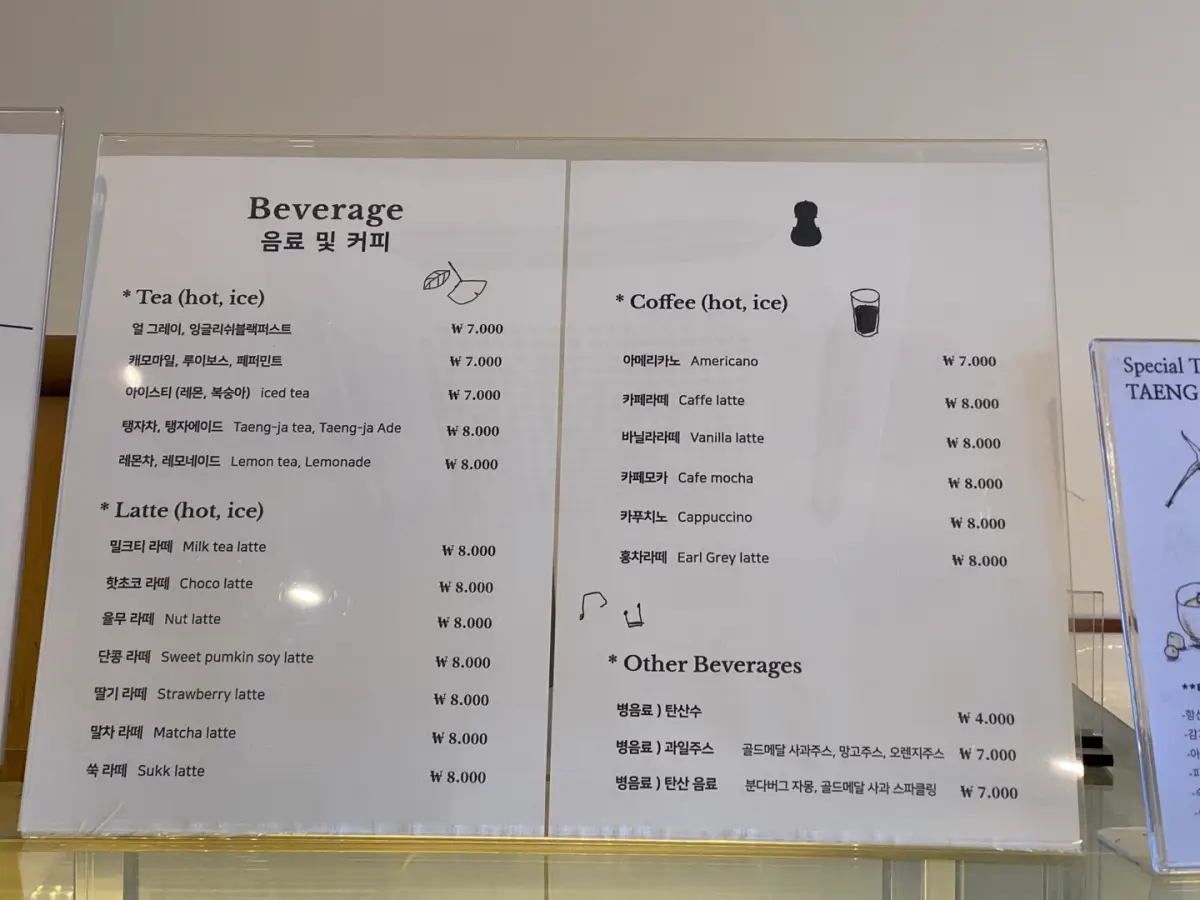 Beverage
음료 및 커피
* Tea (hot, ice)
얼 그레이, 잉글리쉬블랙퍼스트 ₩ 7.000
캐모마일, 루이보스, 페퍼민트 ₩ 7.000
아이스티 (레몬, 복숭아) iced tea ₩ 7.000
탱자차, 탱자에이드 Taeng-ja tea, Taeng-ja Ade ₩ 8.000
레몬차, 레모네이드 Lemon tea, Lemonade ₩ 8.000
* Latte (hot, ice)
밀크티 라떼 Milk tea latte ₩ 8.000
핫초코 라떼 Choco latte ₩ 8.000
율무 라떼 Nut latte ₩ 8.000
단콩 라떼 Sweet pumkin soy latte ₩ 8.000
딸기 라떼 Strawberry latte ₩ 8.000
말차 라떼 Matcha latte ₩ 8.000
쑥 라떼 Sukk latte ₩ 8.000
* Coffee (hot, ice)
아메리카노 Americano ₩ 7.000
카페라떼 Caffe latte ₩ 8.000
바닐라라떼 Vanilla latte ₩ 8.000
카페모카 Cafe mocha ₩ 8.000
카푸치노 Cappuccino ₩ 8.000
홍차라떼 Earl Grey latte ₩ 8.000
* Other Beverages
병음료 ) 탄산수 ₩ 4.000
병음료 ) 과일주스 골드메달 사과주스, 망고주스, 오렌지주스 ₩ 7.000
병음료 ) 탄산 음료 분다버그 자몽, 골드메달 사과 스파클링 ₩ 7.000
Special
TAENG